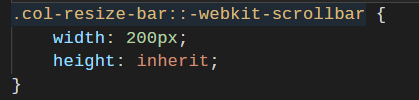 .col-resize-bar::-webkit-scrollbar {
    width: 200px;
    height: inherit;
}